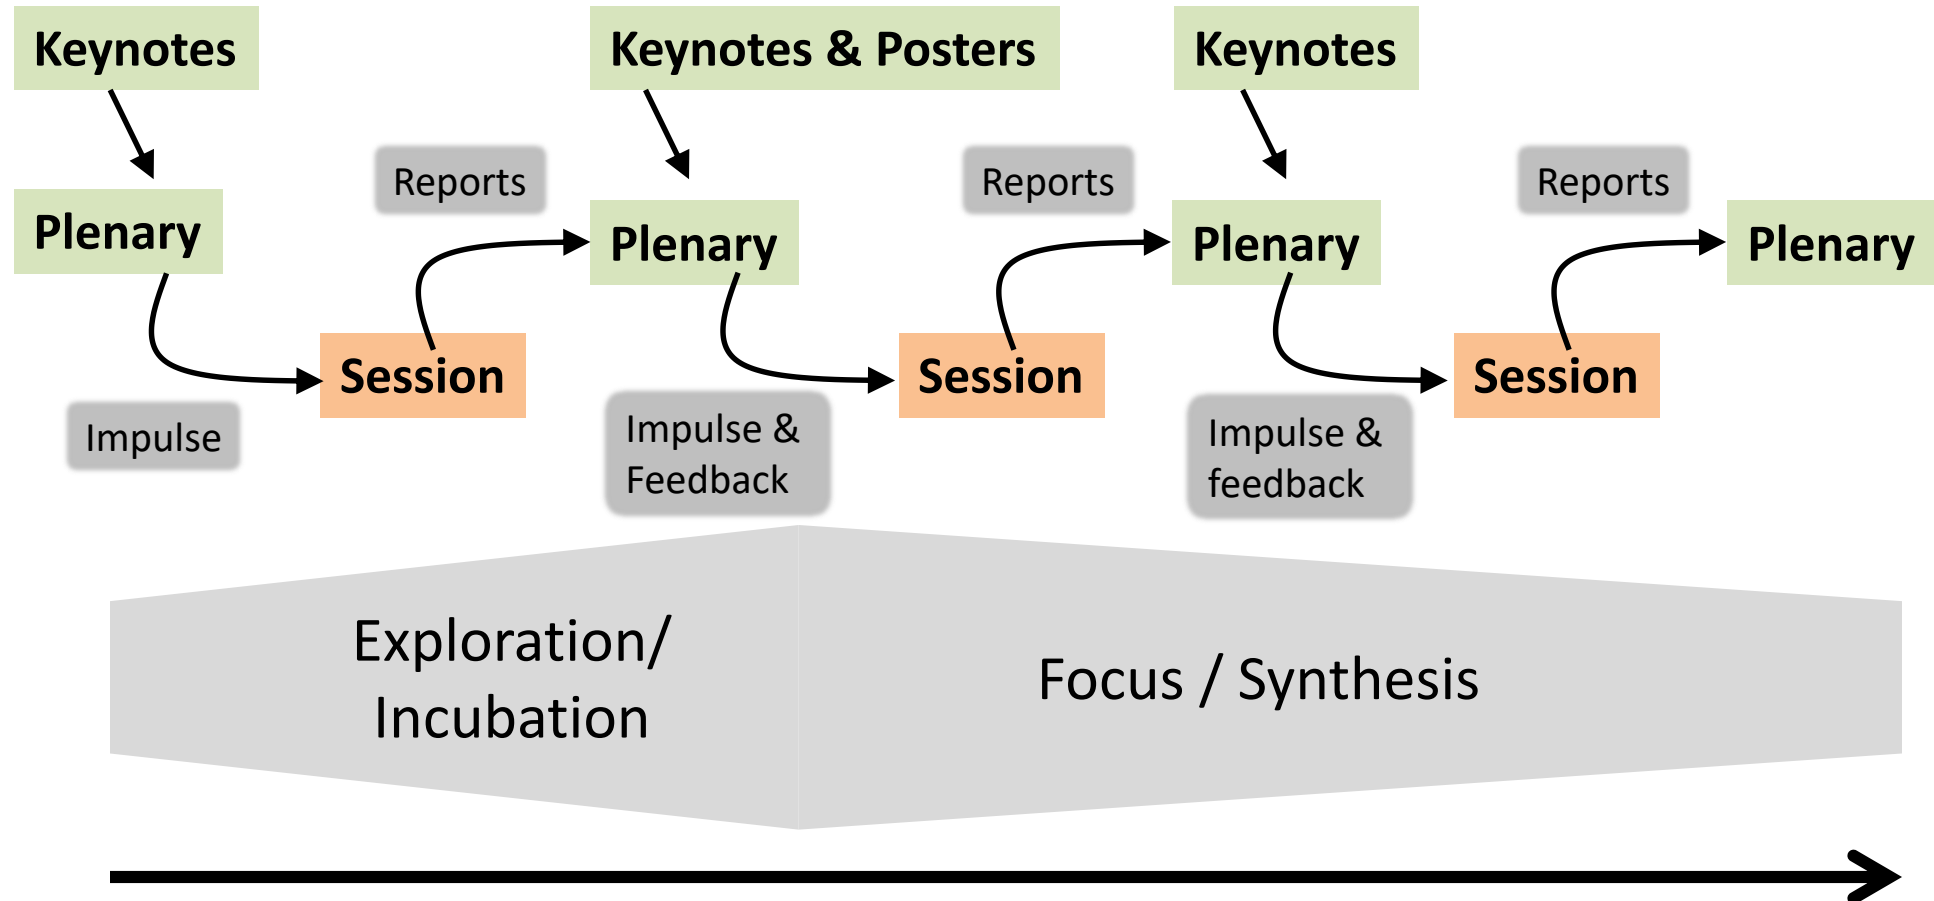 Keynotes
Keynotes & Posters
Keynotes
Reports
Reports
Reports
Plenary
Plenary
Plenary
Plenary
Session
Session
Session
Impulse
Impulse &
Feedback
Impulse &
feedback
Exploration/
Incubation
Focus / Synthesis